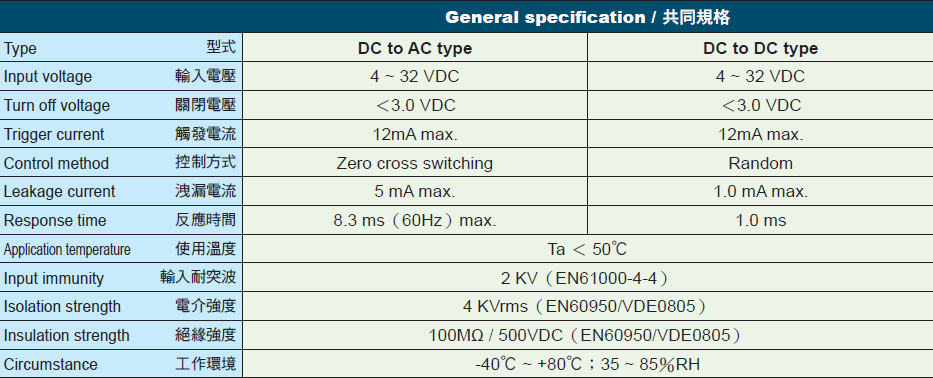 General specification / 共同規格
Type 型式 DC to AC type DC to DC type
Input voltage 輸入電壓 4 ~ 32 VDC 4 ~ 32 VDC
Turn off voltage 關閉電壓 <3.0 VDC <3.0 VDC
Trigger current 觸發電流 12mA max. 12mA max.
Control method 控制方式 Zero cross switching Random
Leakage current 洩漏電流 5 mA max. 1.0 mA max.
Response time 反應時間 8.3 ms（60Hz）max. 1.0 ms
Application temperature 使用溫度 Ta < 50℃
Input immunity 輸入耐突波 2 KV（EN61000-4-4）
Isolation strength 電介強度 4 KVrms（EN60950/VDE0805）
Insulation strength 絕緣強度 100MΩ / 500VDC（EN60950/VDE0805）
Circumstance 工作環境 -40℃ ~ +80℃；35 ~ 85%RH